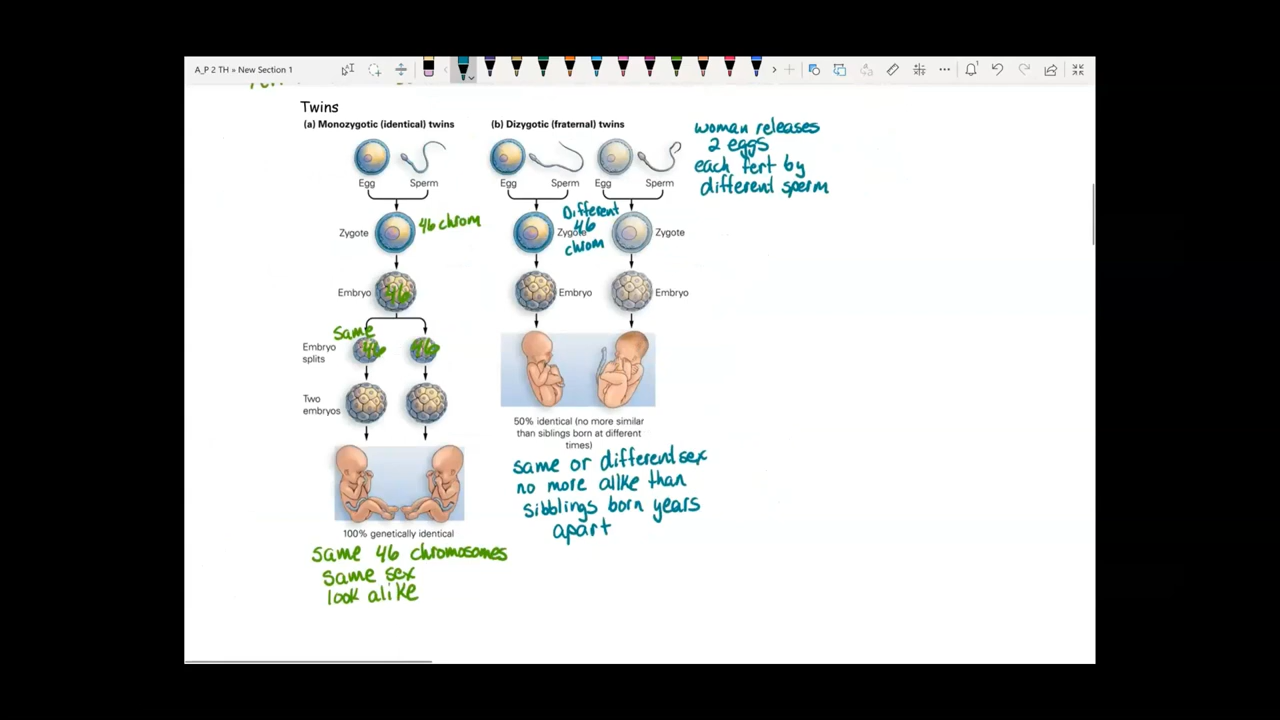 A_P 2 TH » New Section 1
Twins
(a) Monozygotic (identical) twins
Egg
Sperm
Zygote
46 chrom
Embryo
46
same
Embryo
splits
46
46
Two
embryos
100% genetically identical
same 46 chromosomes
same sex
look alike
(b) Dizygotic (fraternal) twins
Egg
Sperm
Egg
Sperm
Different
46
chrom
Zygote
Zygote
Embryo
Embryo
50% identical (no more similar
than siblings born at different
times)
same or different sex
no more alike than
sibblings born years
apart
woman releases
2 eggs
each fert by
different sperm